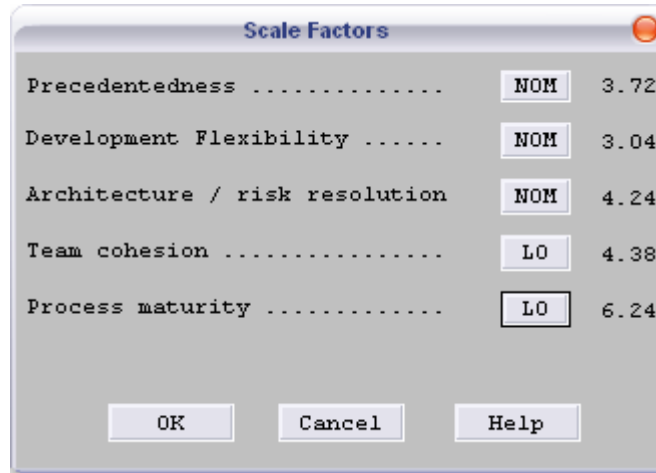 Scale Factors
Precedentedness .............. NOM 3.72
Development Flexibility ...... NOM 3.04
Architecture / risk resolution NOM 4.24
Team cohesion ................ LO 4.38
Process maturity ............. LO 6.24
OK Cancel Help